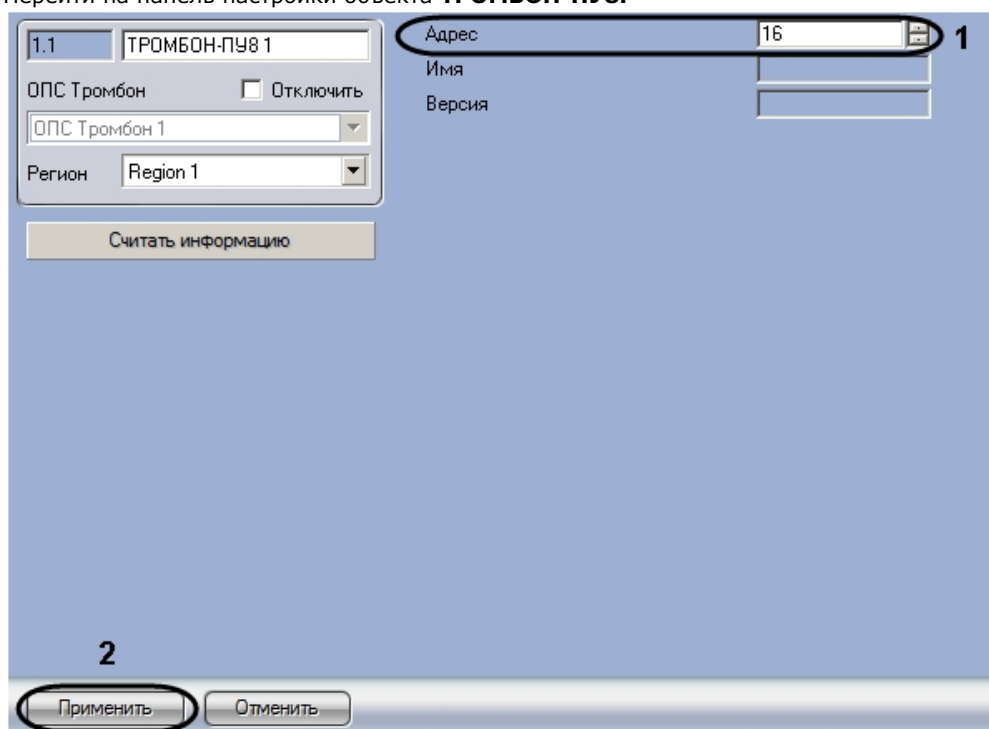 Перейти на панель настройки объекта ТРОМБОН-ПУ8.
1.1 ТРОМБОН-ПУ8 1
ОПС Тромбон Отключить
ОПС Тромбон 1
Регион Region 1
Считать информацию
Адрес 16 1
Имя
Версия
2
Применить Отменить